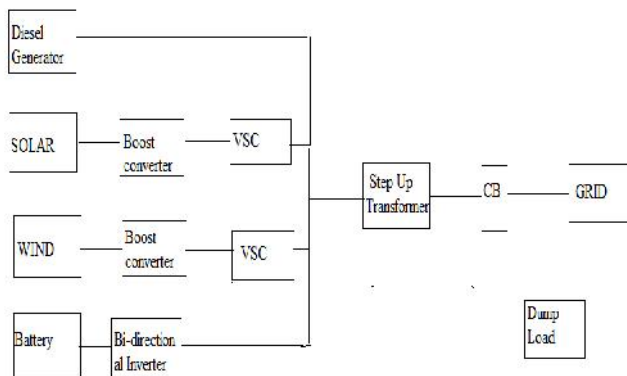 Diesel
Generator
SOLAR
Boost
converter
VSC
Step Up
Transformer
CB
GRID
WIND
Boost
converter
VSC
Battery
Bi-direction
al Inverter
Dump
Load